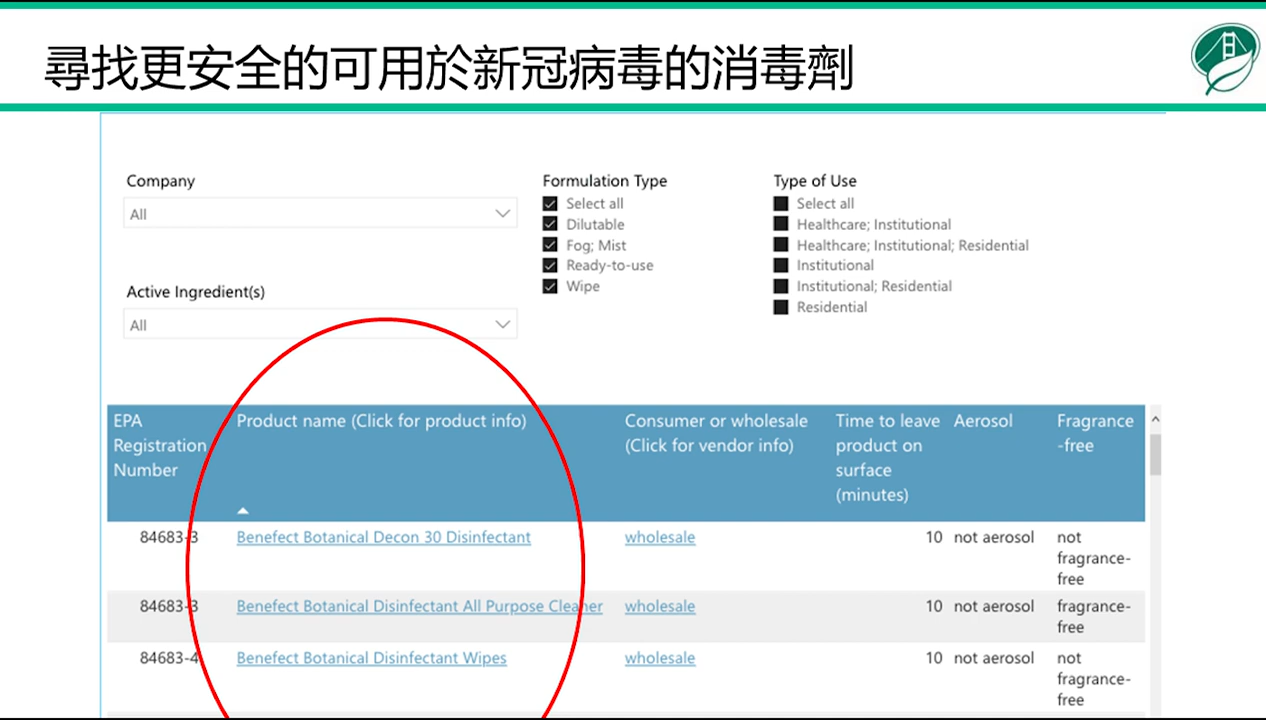 尋找更安全的可用於新冠病毒的消毒劑
Company
All
Active Ingredient(s)
All
Formulation Type
Select all
Dilutable
Fog; Mist
Ready-to-use
Wipe
Type of Use
Select all
Healthcare; Institutional
Healthcare; Institutional; Residential
Institutional
Institutional; Residential
Residential
EPA
Registration
Number
Product name (Click for product info)
Consumer or wholesale
(Click for vendor info)
Time to leave
product on
surface
(minutes)
Aerosol
Fragrance
-free
84683-3 Benefect Botanical Decon 30 Disinfectant wholesale 10 not aerosol not
fragrance-
free
84683-3 Benefect Botanical Disinfectant All Purpose Cleaner wholesale 10 not aerosol fragrance-
free
84683-4 Benefect Botanical Disinfectant Wipes wholesale 10 not aerosol not
fragrance-
free